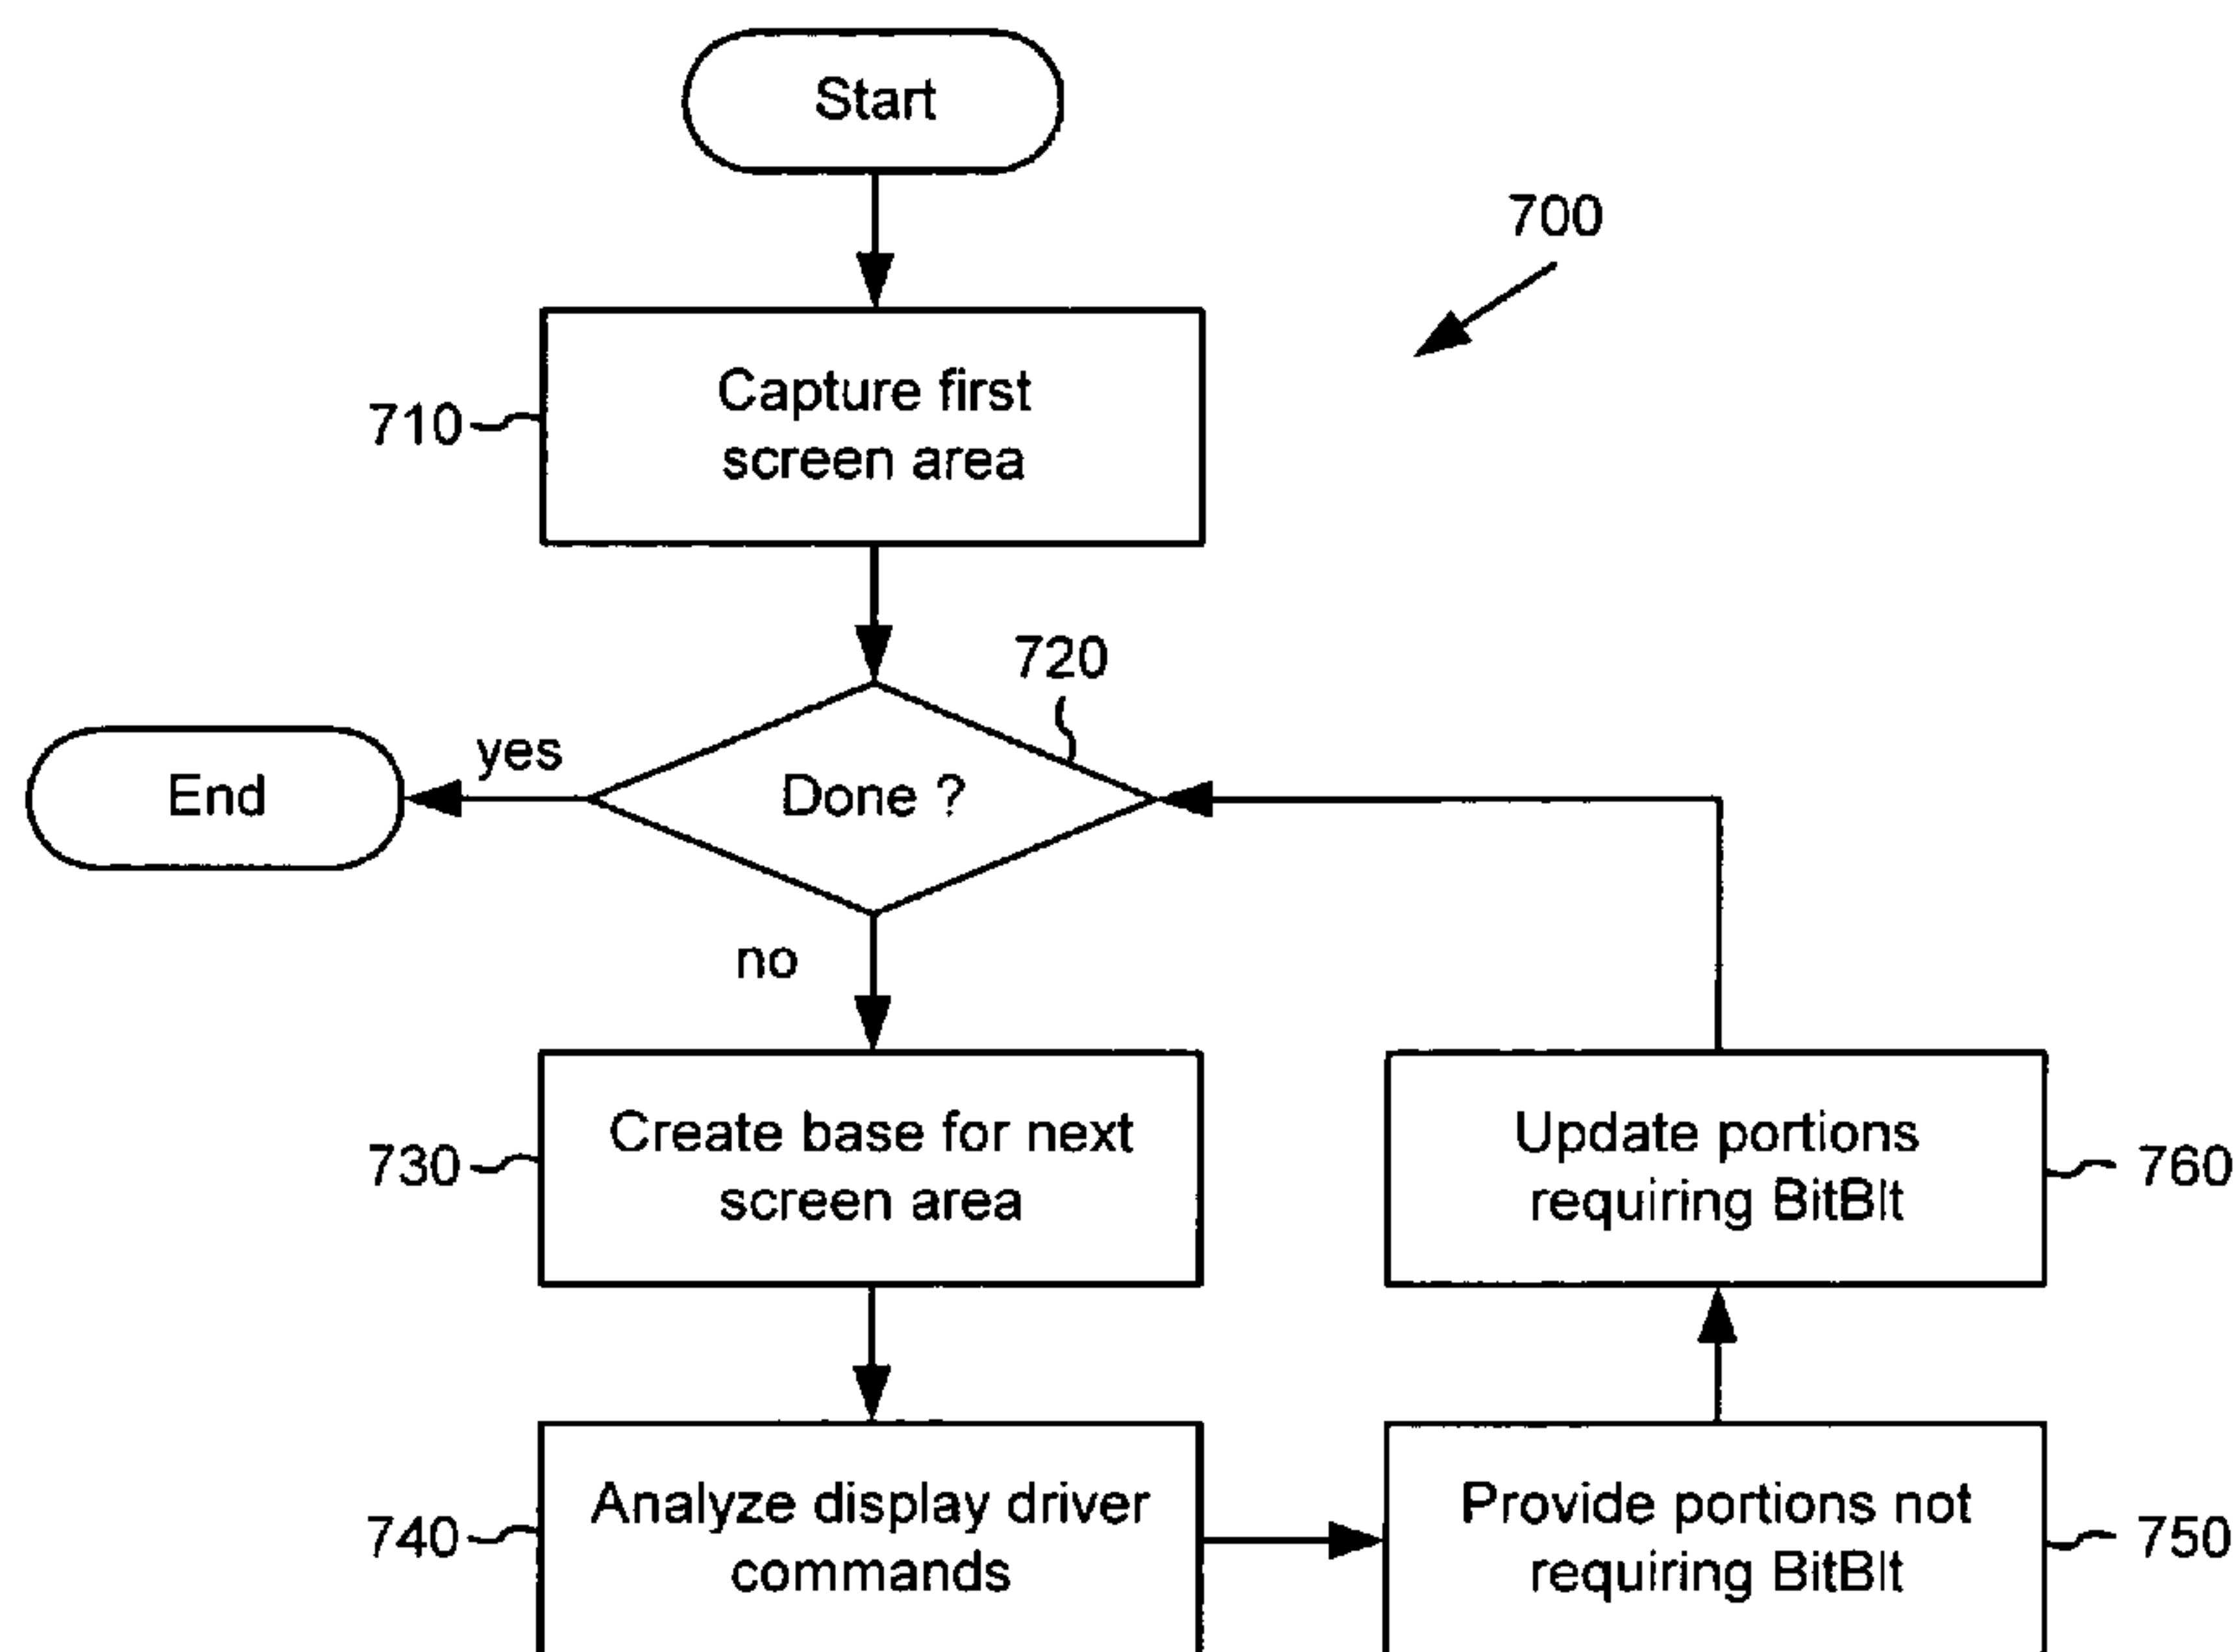 Start
700
710
Capture first
screen area
720
yes
End
Done ?
no
730
Create base for next
screen area
Update portions
requiring BitBlt
760
740
Analyze display driver
commands
Provide portions not
requiring BitBlt
750